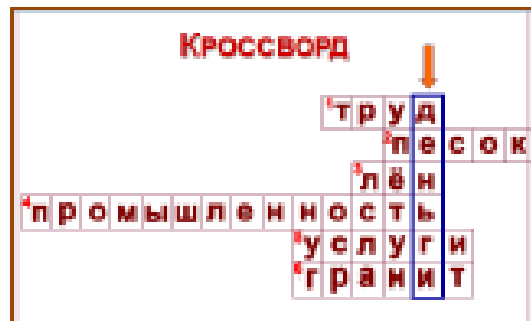 Кроссворд
1труд
2песок
3лён
4промышленность
5услуги
6гранит